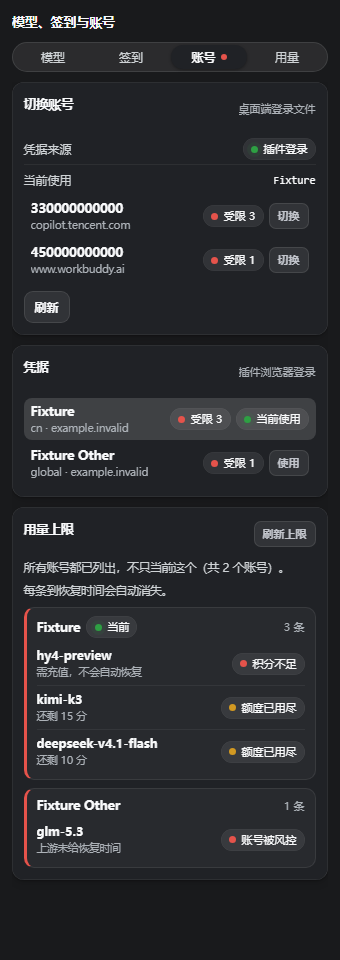 模型、签到与账号
模型 签到 账号 用量
切换账号 桌面端登录文件
凭据来源 插件登录
当前使用 Fixture
330000000000
copilot.tencent.com
受限 3 切换
450000000000
www.workbuddy.ai
受限 1 切换
刷新
凭据 插件浏览器登录
Fixture
cn · example.invalid
受限 3 当前使用
Fixture Other
global · example.invalid
受限 1 使用
用量上限 刷新上限
所有账号都已列出，不只当前这个（共 2 个账号）。
每条到恢复时间会自动消失。
Fixture 当前 3 条
hy4-preview
需充值，不会自动恢复
积分不足
kimi-k3
还剩 15 分
额度已用尽
deepseek-v4.1-flash
还剩 10 分
额度已用尽
Fixture Other 1 条
glm-5.3
上游未给恢复时间
账号被风控